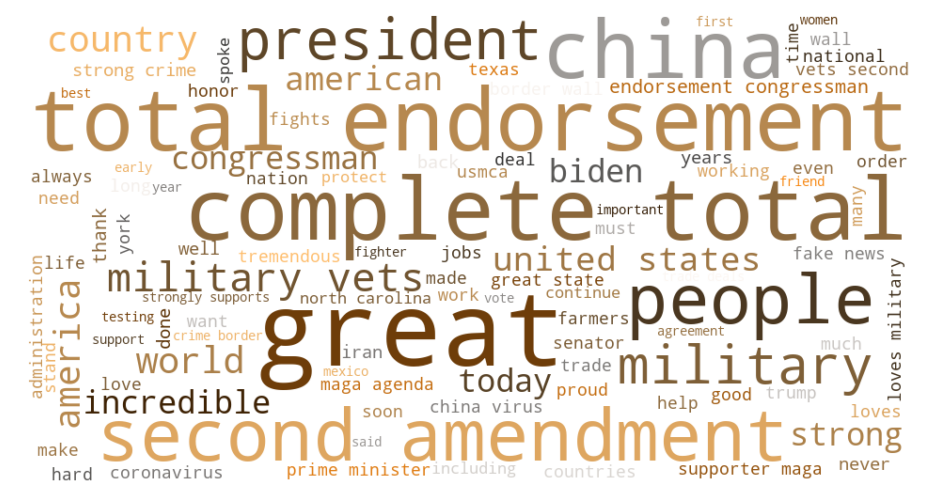 first
women
country
president
china
time
wall
national
spoke
strong crime
american
texas
vets second
best
honor
border wall
endorsement congressman
total endorsement
fights
congressman
back
deal
biden
years
order
early
always
nation
protect
usmca
working
even
long
year
friend
need
complete total
many
important
thank
york
must
well
tremendous
fighter
jobs
united states
fake news
life
administration
military vets
made
great state
people
loves military
strongly supports
north carolina
work
vote
continue
america
testing
done
want
great
farmers
support
crime border
agreement
stand
world
iran
senator
much
mexico
trade
military
love
maga agenda
today
proud
good
trump
incredible
soon
china virus
help
loves
second amendment
strong
make
said
never
hard
coronavirus
prime minister
including
countries
supporter maga